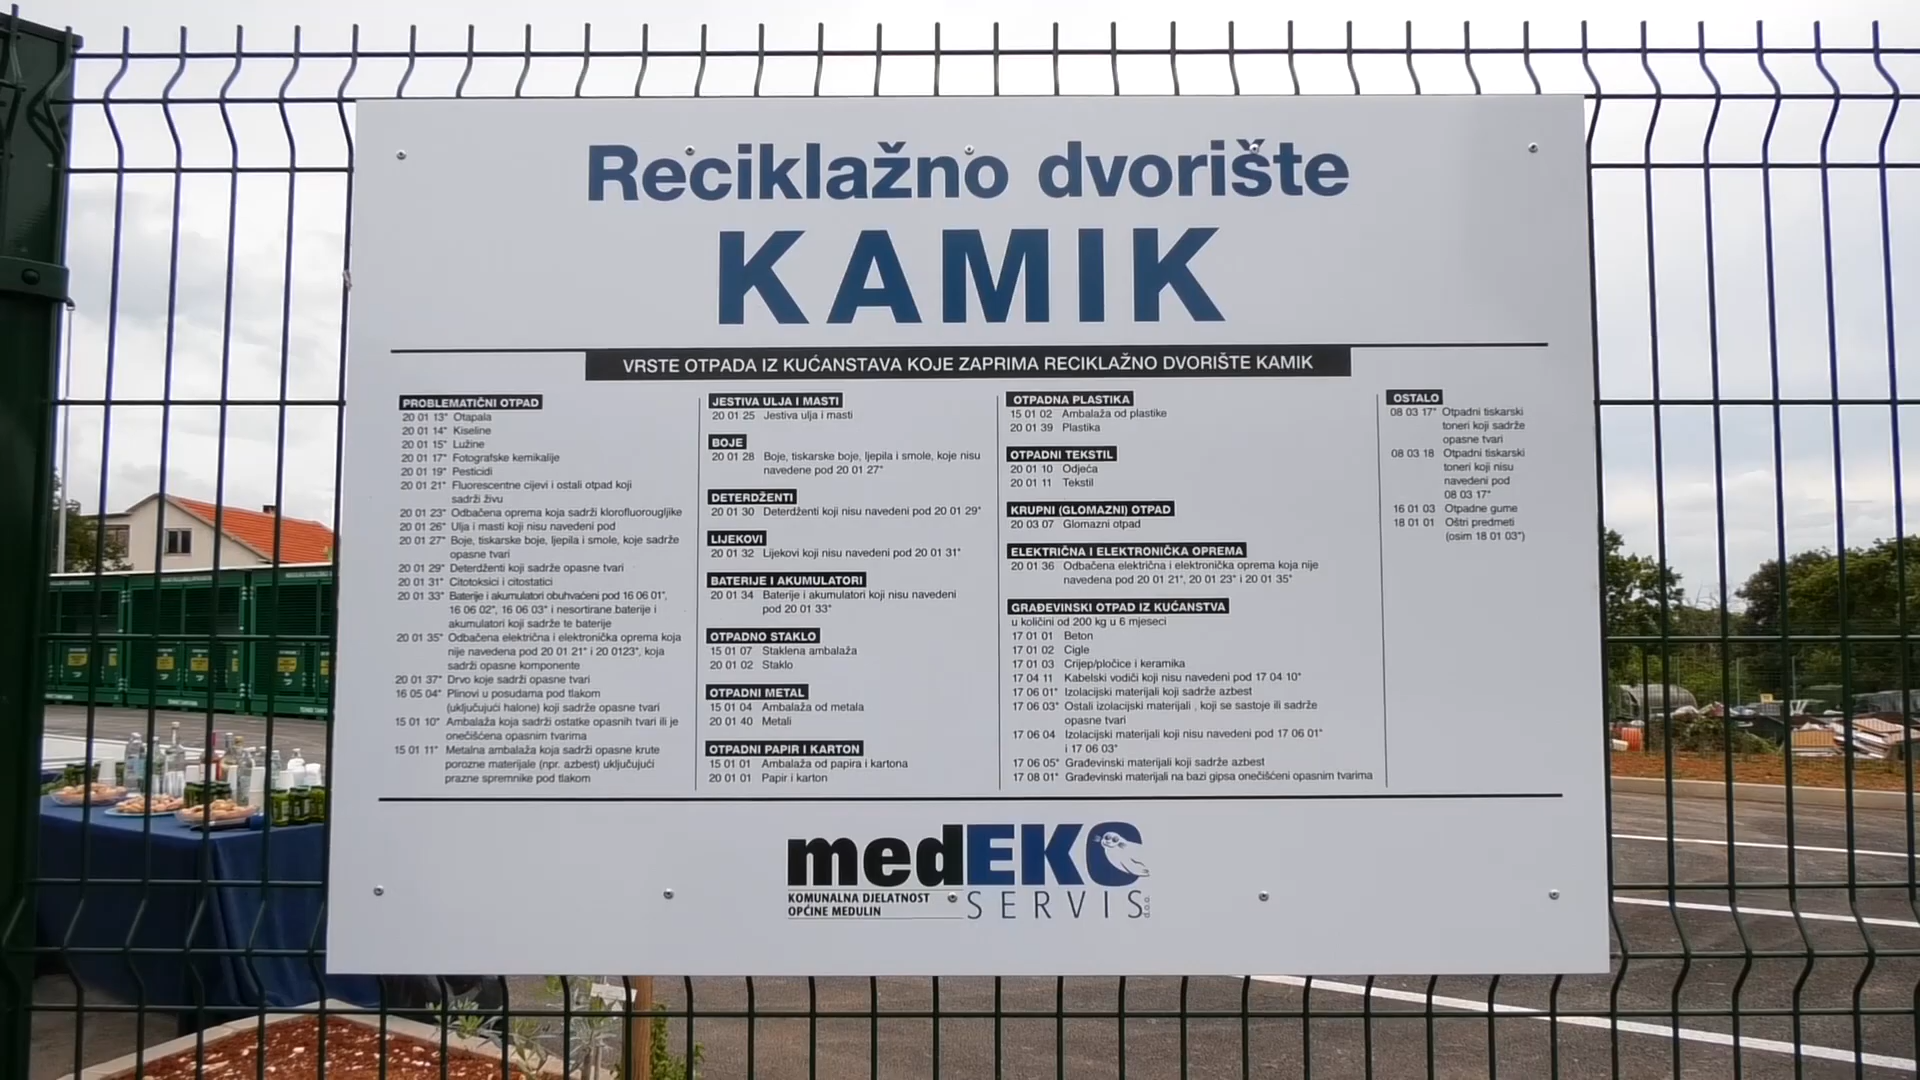 Reciklažno dvorište
KAMIK
VRSTE OTPADA IZ KUĆANSTAVA KOJE ZAPRIMA RECIKLAŽNO DVORIŠTE KAMIK
PROBLEMATIČNI OTPAD
20 01 13* Otapala
20 01 14* Kiseline
20 01 15* Lužine
20 01 17* Fotografske kemikalije
20 01 19* Pesticidi
20 01 21* Fluorescentne cijevi i ostali otpad koji
sadrži živu
20 01 23* Odbačena oprema koja sadrži klorofluorougljike
20 01 26* Ulja i masti koji nisu navedeni pod
20 01 27* Boje, tiskarske boje, ljepila i smole, koje sadrže
opasne tvari
20 01 29* Deterdženti koji sadrže opasne tvari
20 01 31* Citotoksici i citostatici
20 01 33* Baterije i akumulatori obuhvaćeni pod 16 06 01*,
16 06 02*, 16 06 03* i nesortirane baterije i
akumulatori koji sadrže te baterije
20 01 35* Odbačena električna i elektronička oprema koja
nije navedena pod 20 01 21* i 20 0123*, koja
sadrži opasne komponente
20 01 37* Drvo koje sadrži opasne tvari
16 05 04* Plinovi u posudama pod tlakom
(uključujući halone) koji sadrže opasne tvari
15 01 10* Ambalaža koja sadrži ostatke opasnih tvari ili je
onečišćena opasnim tvarima
15 01 11* Metalna ambalaža koja sadrži opasne krute
porozne materijale (npr. azbest) uključujući
prazne spremnike pod tlakom
JESTIVA ULJA I MASTI
20 01 25 Jestiva ulja i masti
BOJE
20 01 28 Boje, tiskarske boje, ljepila i smole, koje nisu
navedene pod 20 01 27*
DETERDŽENTI
20 01 30 Deterdženti koji nisu navedeni pod 20 01 29*
LIJEKOVI
20 01 32 Lijekovi koji nisu navedeni pod 20 01 31*
BATERIJE I AKUMULATORI
20 01 34 Baterije i akumulatori koji nisu navedeni
pod 20 01 33*
OTPADNO STAKLO
15 01 07 Staklena ambalaža
20 01 02 Staklo
OTPADNI METAL
15 01 04 Ambalaža od metala
20 01 40 Metali
OTPADNI PAPIR I KARTON
15 01 01 Ambalaža od papira i kartona
20 01 01 Papir i karton
OTPADNA PLASTIKA
15 01 02 Ambalaža od plastike
20 01 39 Plastika
OTPADNI TEKSTIL
20 01 10 Odjeća
20 01 11 Tekstil
KRUPNI (GLOMAZNI) OTPAD
20 03 07 Glomazni otpad
ELEKTRIČNA I ELEKTRONIČKA OPREMA
20 01 36 Odbačena električna i elektronička oprema koja nije
navedena pod 20 01 21*, 20 01 23* i 20 01 35*
GRAĐEVINSKI OTPAD IZ KUĆANSTVA
u količini od 200 kg u 6 mjeseci
17 01 01 Beton
17 01 02 Cigle
17 01 03 Crijep/pločice i keramika
17 04 11 Kabelski vodiči koji nisu navedeni pod 17 04 10*
17 06 01* Izolacijski materijali koji sadrže azbest
17 06 03* Ostali izolacijski materijali , koji se sastoje ili sadrže
opasne tvari
17 06 04 Izolacijski materijali koji nisu navedeni pod 17 06 01*
i 17 06 03*
17 06 05* Građevinski materijali koji sadrže azbest
17 08 01* Građevinski materijali na bazi gipsa onečišćeni opasnim tvarima
OSTALO
08 03 17* Otpadni tiskarski
toneri koji sadrže
opasne tvari
08 03 18 Otpadni tiskarski
toneri koji nisu
navedeni pod
08 03 17*
16 01 03 Otpadne gume
18 01 01 Oštri predmeti
(osim 18 01 03*)
medEKO
KOMUNALNA DJELATNOST
OPĆINE MEDULIN
SERVIS d.o.o.